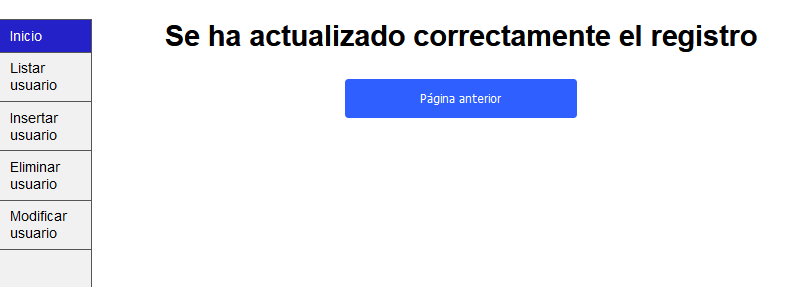 Inicio
Listar
usuario
Insertar
usuario
Eliminar
usuario
Modificar
usuario
Se ha actualizado correctamente el registro
Página anterior